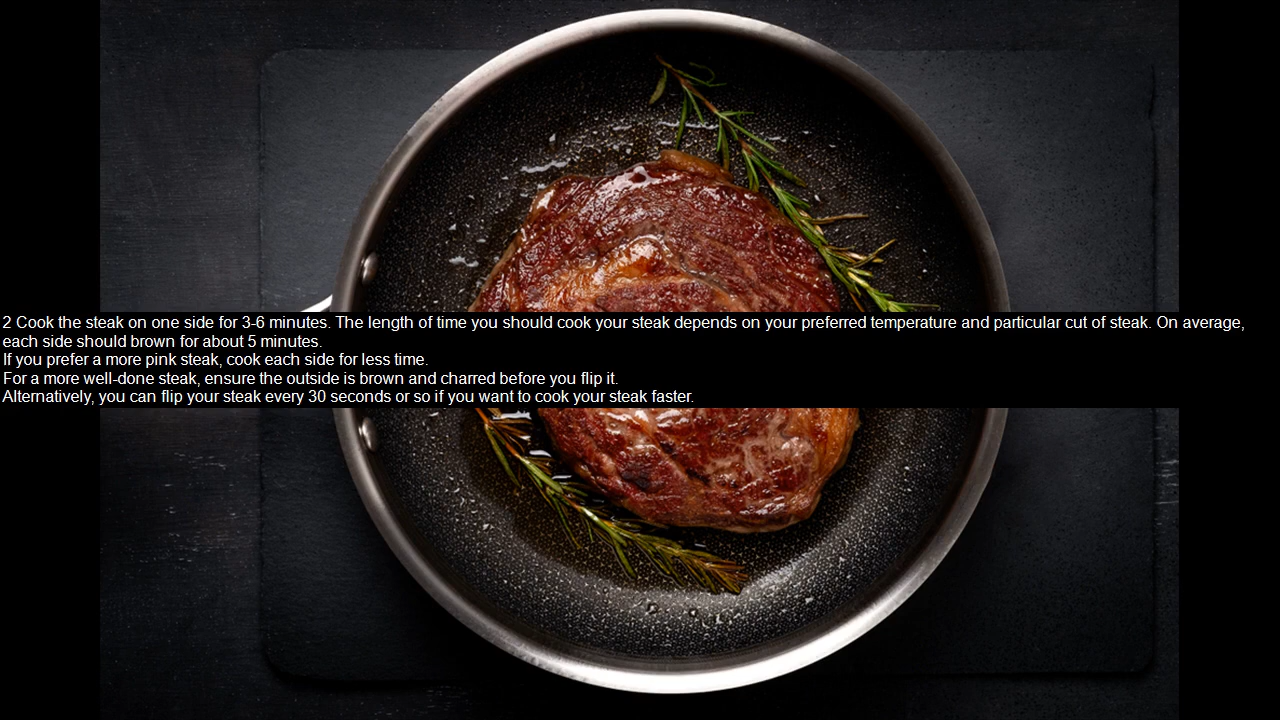 2 Cook the steak on one side for 3-6 minutes. The length of time you should cook your steak depends on your preferred temperature and particular cut of steak. On average,
each side should brown for about 5 minutes.
If you prefer a more pink steak, cook each side for less time.
For a more well-done steak, ensure the outside is brown and charred before you flip it.
Alternatively, you can flip your steak every 30 seconds or so if you want to cook your steak faster.